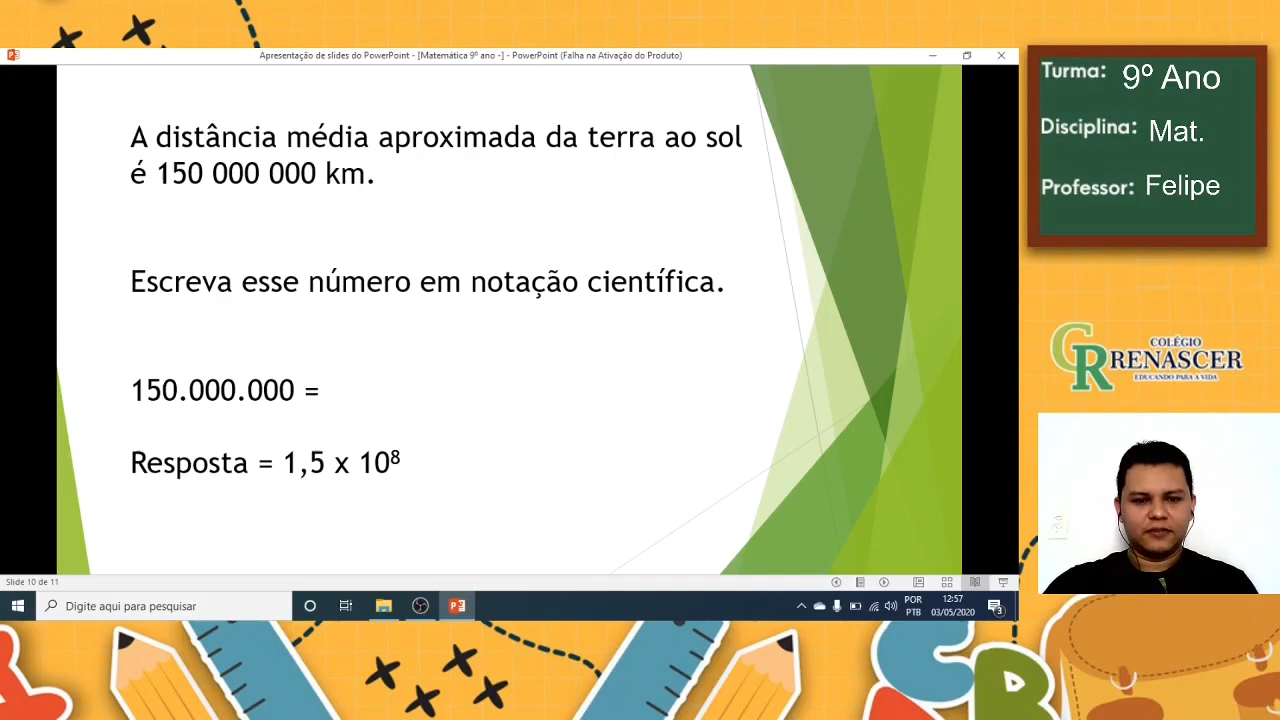 Apresentação de slides do PowerPoint - [Matemática 9º ano -] - PowerPoint (Falha na Ativação do Produto)
A distância média aproximada da terra ao sol
é 150 000 000 km.
Escreva esse número em notação científica.
150.000.000 =
Resposta = 1,5 x 10⁸
Slide 10 de 11
Digite aqui para pesquisar
POR
PTB
12:57
03/05/2020
3
Turma: 9º Ano
Disciplina: Mat.
Professor: Felipe
CR
COLÉGIO
RENASCER
EDUCANDO PARA A VIDA